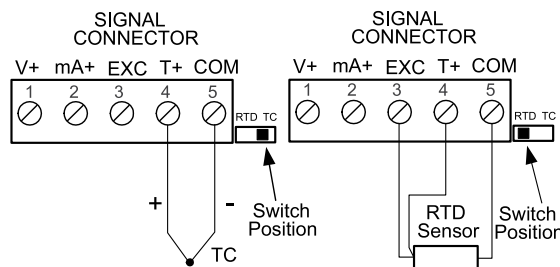 SIGNAL
CONNECTOR
V+ mA+ EXC T+ COM
1 2 3 4 5
RTD TC
+ -
Switch
Position
TC
SIGNAL
CONNECTOR
V+ mA+ EXC T+ COM
1 2 3 4 5
RTD TC
RTD
Sensor
Switch
Position